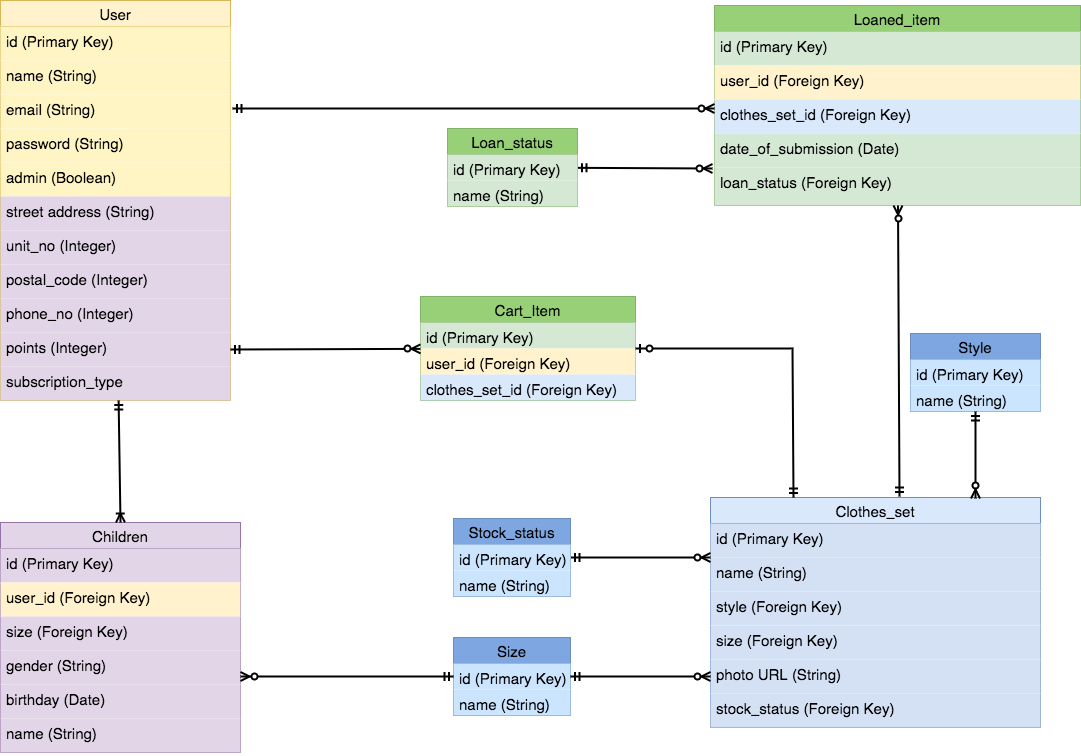 User
id (Primary Key)
name (String)
email (String)
password (String)
admin (Boolean)
street address (String)
unit_no (Integer)
postal_code (Integer)
phone_no (Integer)
points (Integer)
subscription_type
Loaned_item
id (Primary Key)
user_id (Foreign Key)
clothes_set_id (Foreign Key)
date_of_submission (Date)
loan_status (Foreign Key)
Loan_status
id (Primary Key)
name (String)
Cart_Item
id (Primary Key)
user_id (Foreign Key)
clothes_set_id (Foreign Key)
Style
id (Primary Key)
name (String)
Children
id (Primary Key)
user_id (Foreign Key)
size (Foreign Key)
gender (String)
birthday (Date)
name (String)
Stock_status
id (Primary Key)
name (String)
Size
id (Primary Key)
name (String)
Clothes_set
id (Primary Key)
name (String)
style (Foreign Key)
size (Foreign Key)
photo URL (String)
stock_status (Foreign Key)